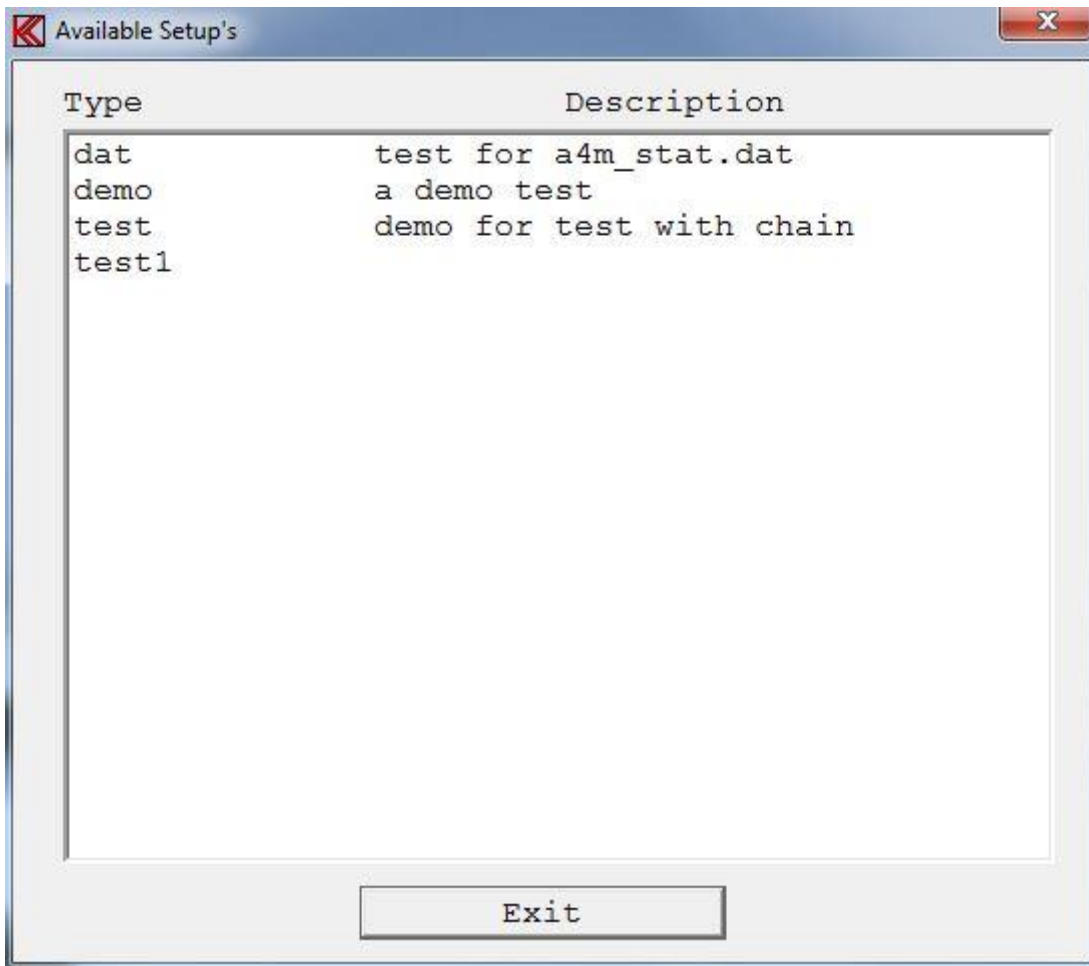 Available Setup's
Type Description
dat test for a4m_stat.dat
demo a demo test
test demo for test with chain
test1
Exit